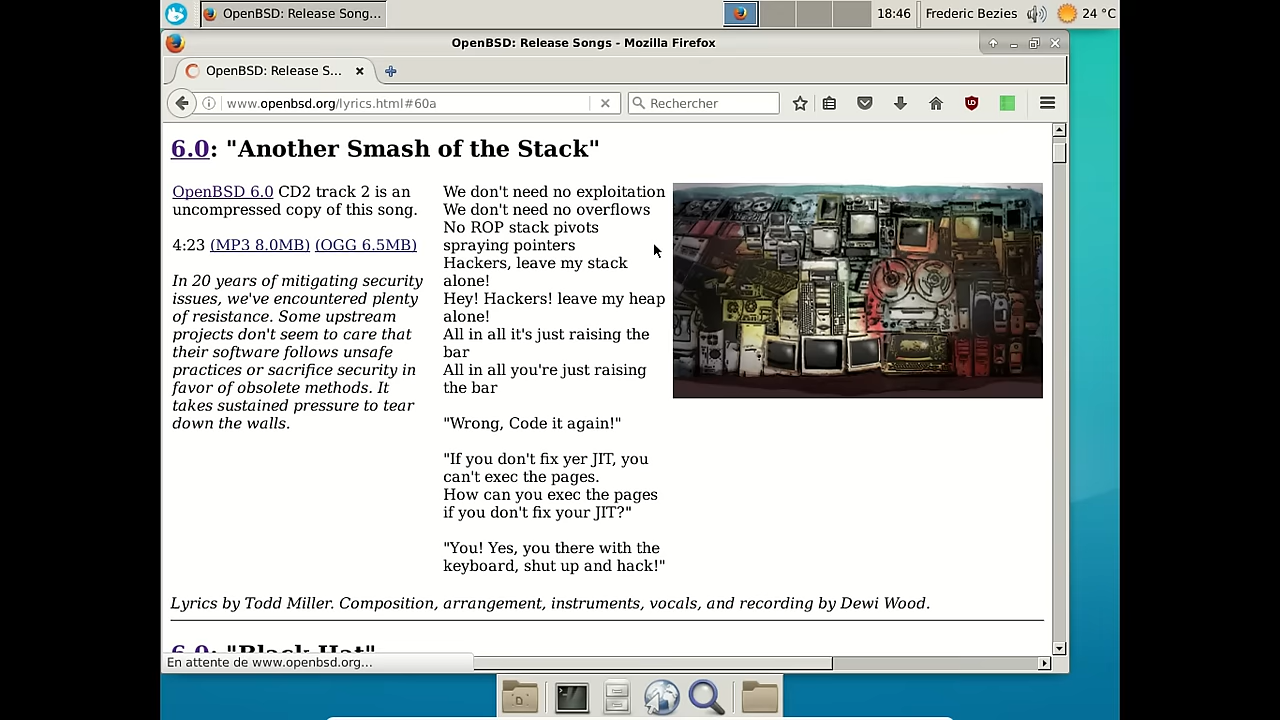 OpenBSD: Release Song...
18:46
Frederic Bezies
24 °C
OpenBSD: Release Songs - Mozilla Firefox
OpenBSD: Release S...
www.openbsd.org/lyrics.html#60a
Rechercher
6.0: "Another Smash of the Stack"
OpenBSD 6.0 CD2 track 2 is an
uncompressed copy of this song.
4:23 (MP3 8.0MB) (OGG 6.5MB)
In 20 years of mitigating security
issues, we've encountered plenty
of resistance. Some upstream
projects don't seem to care that
their software follows unsafe
practices or sacrifice security in
favor of obsolete methods. It
takes sustained pressure to tear
down the walls.
We don't need no exploitation
We don't need no overflows
No ROP stack pivots
spraying pointers
Hackers, leave my stack
alone!
Hey! Hackers! leave my heap
alone!
All in all it's just raising the
bar
All in all you're just raising
the bar
"Wrong, Code it again!"
"If you don't fix yer JIT, you
can't exec the pages.
How can you exec the pages
if you don't fix your JIT?"
"You! Yes, you there with the
keyboard, shut up and hack!"
Lyrics by Todd Miller. Composition, arrangement, instruments, vocals, and recording by Dewi Wood.
6.0: "Black Hat"
En attente de www.openbsd.org...